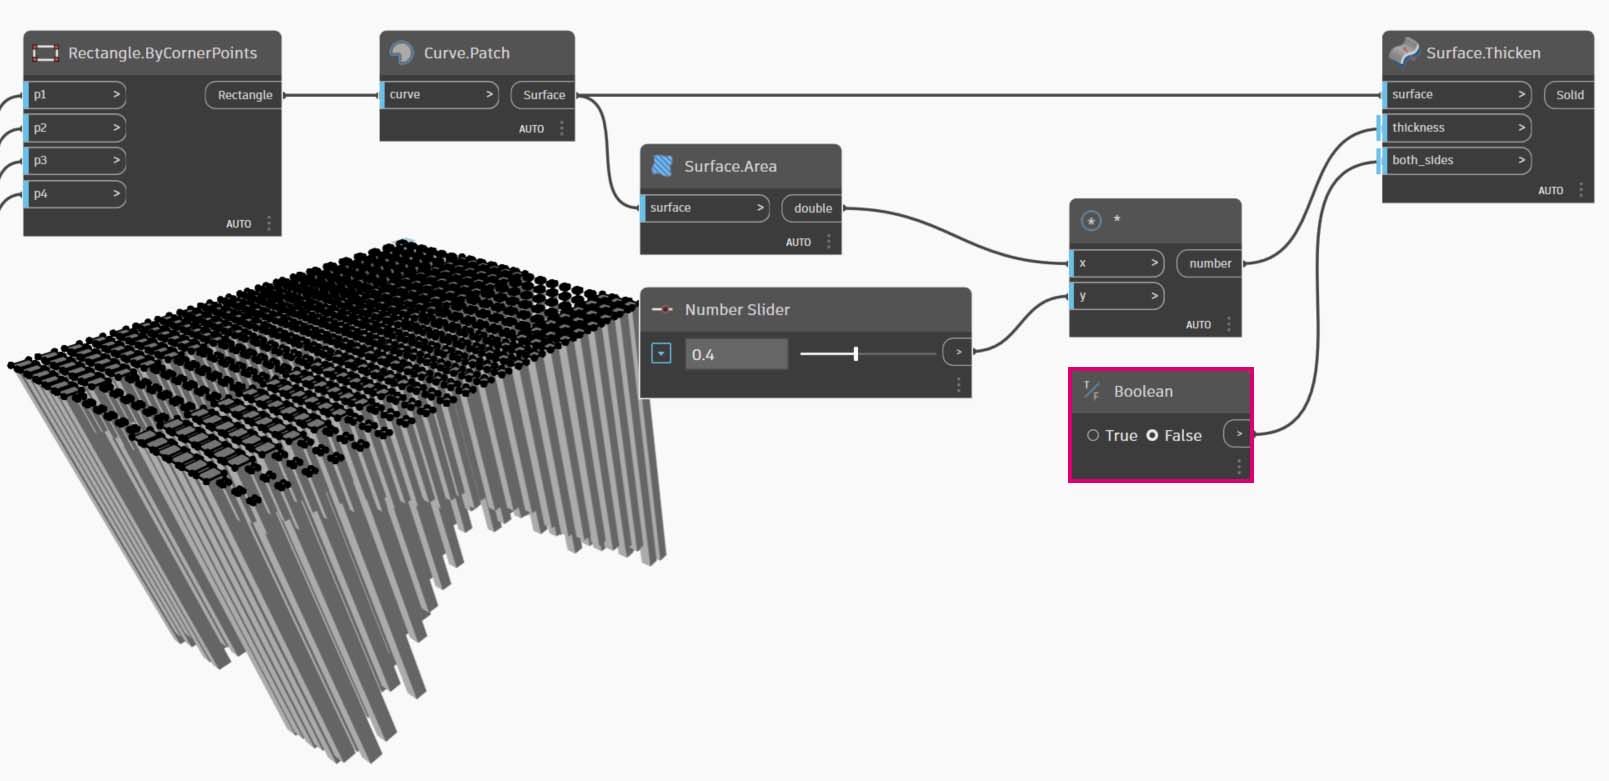 Rectangle.ByCornerPoints
p1 >
Rectangle
p2 >
p3 >
p4 >
AUTO
Curve.Patch
curve >
Surface
AUTO
Surface.Area
surface >
double
AUTO
Number Slider
0.4
>
*
x >
number
y >
AUTO
T/F
Boolean
True
False
>
Surface.Thicken
surface >
Solid
thickness >
both_sides >
AUTO